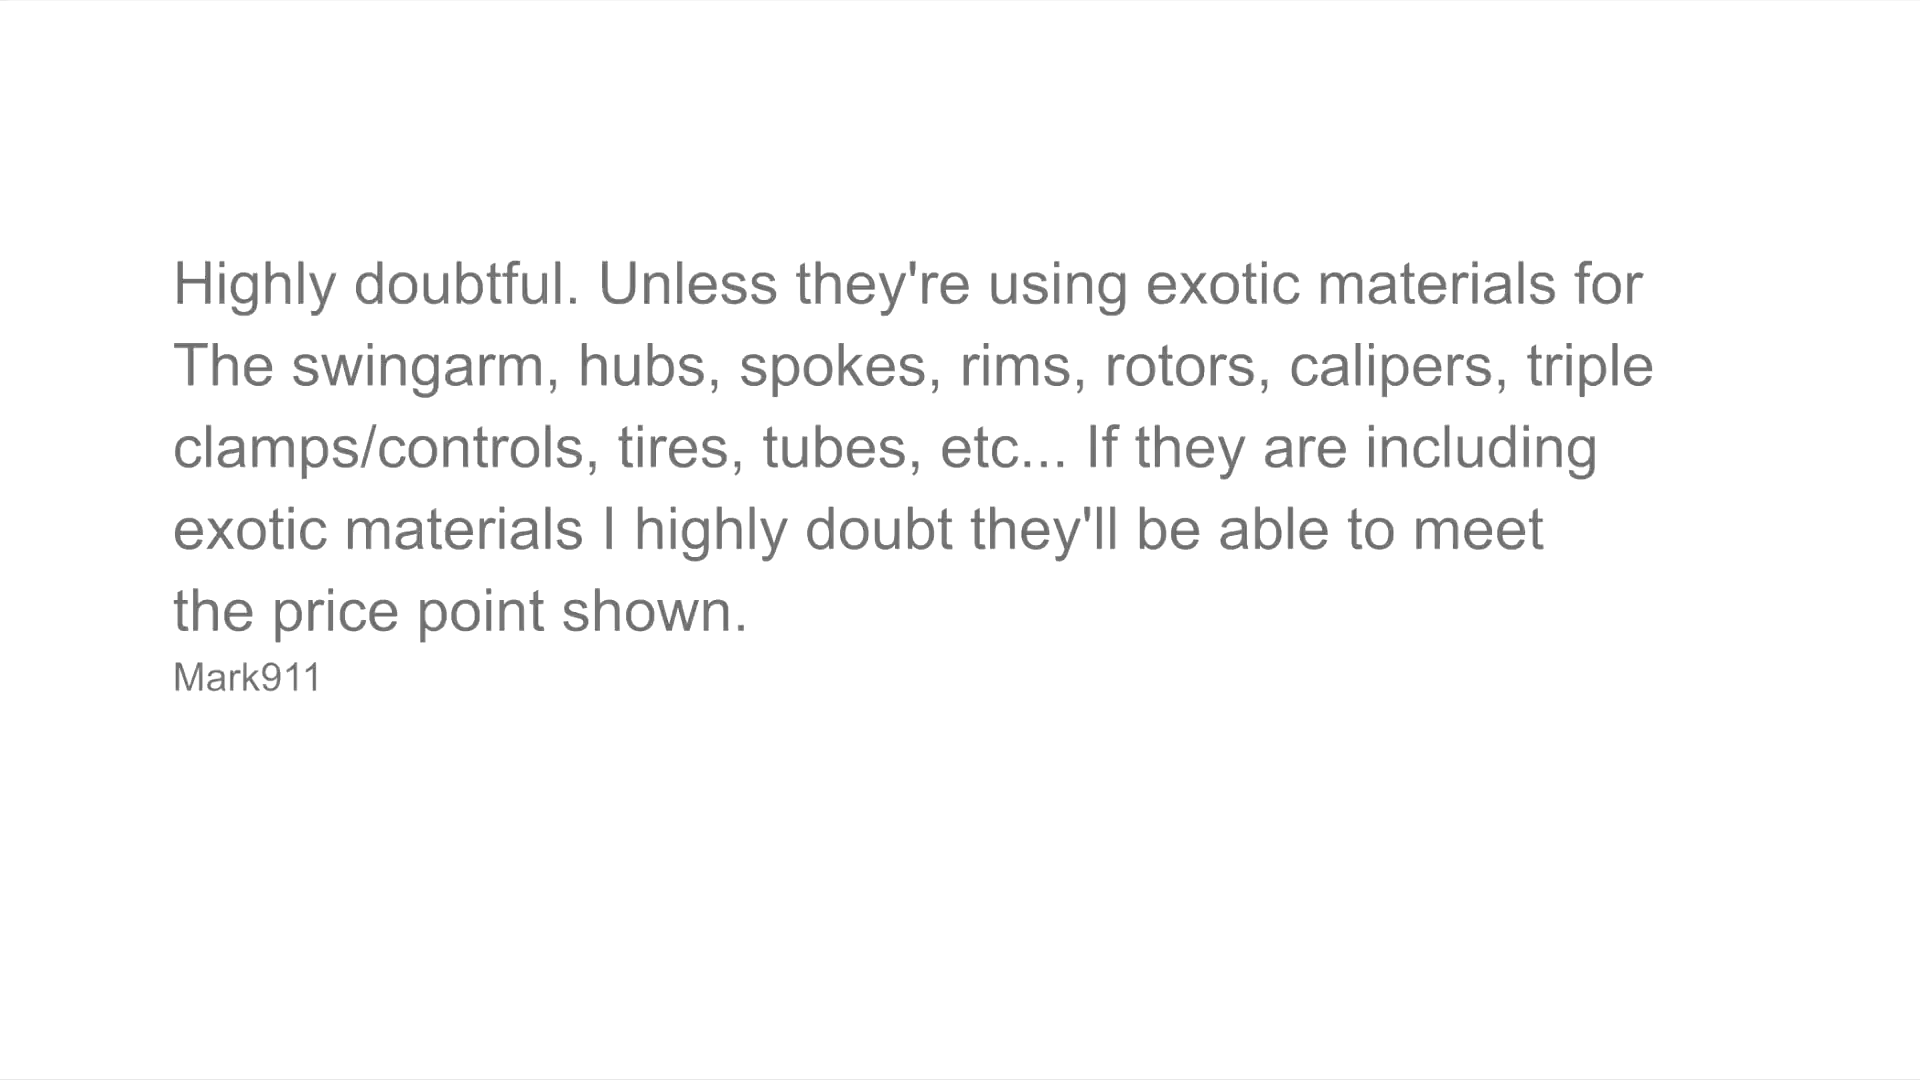 Highly doubtful. Unless they're using exotic materials for
The swingarm, hubs, spokes, rims, rotors, calipers, triple
clamps/controls, tires, tubes, etc... If they are including
exotic materials I highly doubt they'll be able to meet
the price point shown.
Mark911